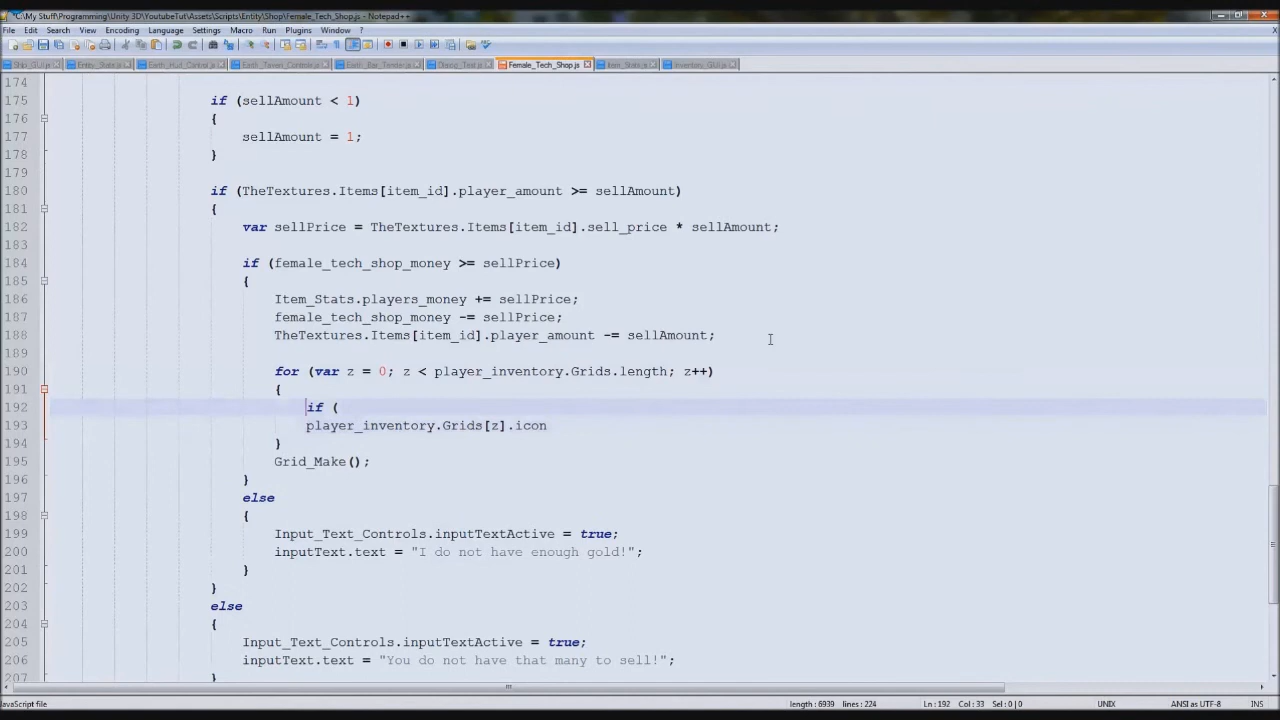 *C:\My Stuff\Programming\Unity 3D\YoutubeTut\Assets\Scripts\Entity\Shop\Female_Tech_Shop.js - Notepad++
File Edit Search View Encoding Language Settings Macro Run Plugins Window ? X
Ship_GUI.js Entity_Stats.js Earth_Hud_Control.js Earth_Tavern_Controls.js Earth_Bar_Tender.js Dialog_Text.js Female_Tech_Shop.js Item_Stats.js Inventory_GUI.js
174
175 if (sellAmount < 1)
176 {
177 sellAmount = 1;
178 }
179
180 if (TheTextures.Items[item_id].player_amount >= sellAmount)
181 {
182 var sellPrice = TheTextures.Items[item_id].sell_price * sellAmount;
183
184 if (female_tech_shop_money >= sellPrice)
185 {
186 Item_Stats.players_money += sellPrice;
187 female_tech_shop_money -= sellPrice;
188 TheTextures.Items[item_id].player_amount -= sellAmount;
189
190 for (var z = 0; z < player_inventory.Grids.length; z++)
191 {
192 if (
193 player_inventory.Grids[z].icon
194 }
195 Grid_Make();
196 }
197 else
198 {
199 Input_Text_Controls.inputTextActive = true;
200 inputText.text = "I do not have enough gold!";
201 }
202 }
203 else
204 {
205 Input_Text_Controls.inputTextActive = true;
206 inputText.text = "You do not have that many to sell!";
207 }
JavaScript file length : 6939 lines : 224 Ln : 192 Col : 33 Sel : 0 | 0 UNIX ANSI as UTF-8 INS